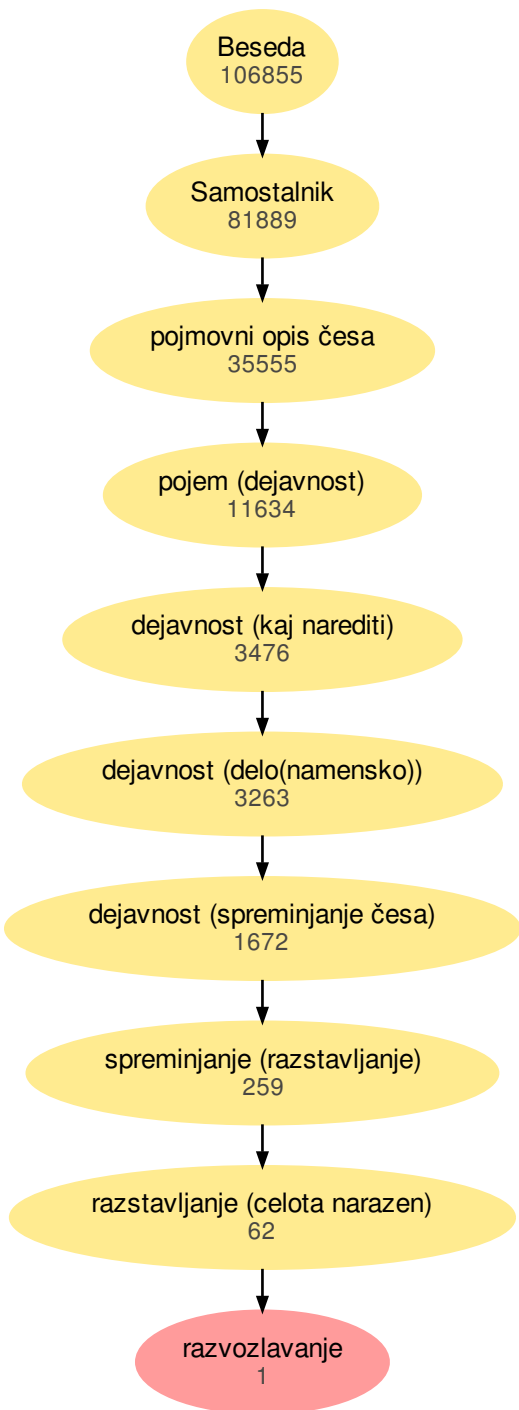 Beseda
106855
Samostalnik
81889
pojmovni opis česa
35555
pojem (dejavnost)
11634
dejavnost (kaj narediti)
3476
dejavnost (delo(namensko))
3263
dejavnost (spreminjanje česa)
1672
spreminjanje (razstavljanje)
259
razstavljanje (celota narazen)
62
razvozlavanje
1